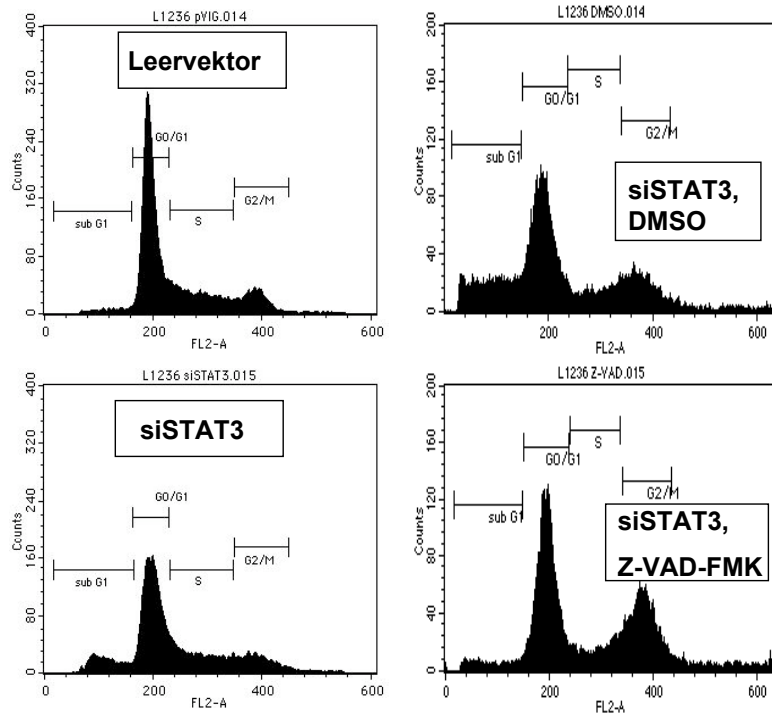 L1236 pVIG.014
400
320
240
160
80
0
Counts
Leervektor
G0/G1
G2/M
S
sub G1
0
200
400
600
FL2-A
L1236 DMSO.014
200
160
120
80
40
0
Counts
S
G0/G1
G2/M
sub G1
siSTAT3,
DMSO
0
200
400
600
FL2-A
L1236 siSTAT3.015
400
320
240
160
80
0
Counts
siSTAT3
G0/G1
G2/M
S
sub G1
0
200
400
600
FL2-A
L1236 Z-VAD.015
200
160
120
80
40
0
Counts
S
G0/G1
G2/M
sub G1
siSTAT3,
Z-VAD-FMK
0
200
400
600
FL2-A